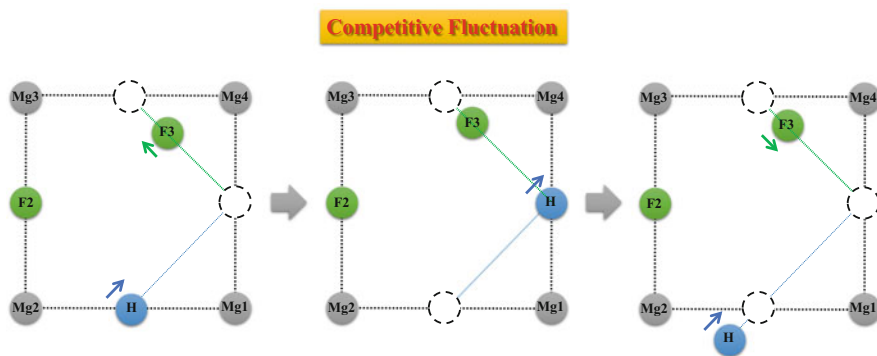 Competitive Fluctuation
Mg3 Mg4
F3
F2
Mg2 H Mg1
Mg3 Mg4
F3
F2 H
Mg2 Mg1
Mg3 Mg4
F3
F2
Mg2 Mg1
H